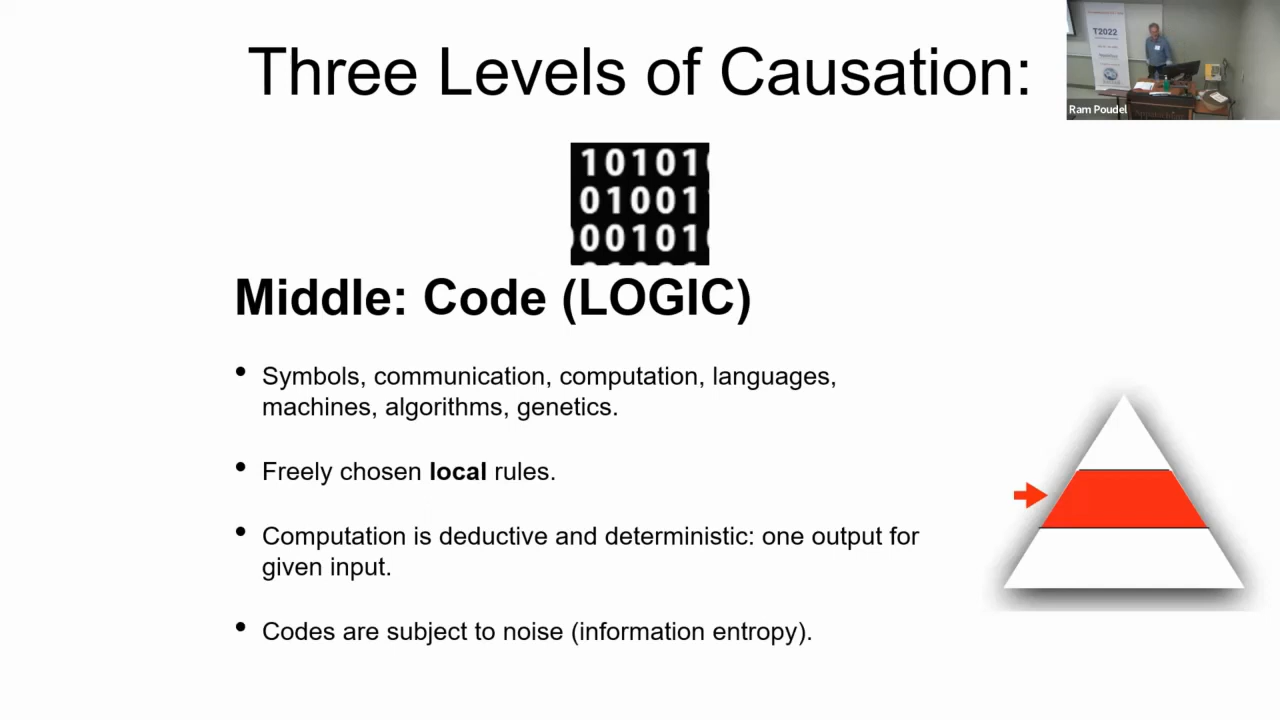 Three Levels of Causation:
T2022
Ram Poudel
10101
01001
00101
Middle: Code (LOGIC)
• Symbols, communication, computation, languages,
machines, algorithms, genetics.
• Freely chosen local rules.
• Computation is deductive and deterministic: one output for
given input.
• Codes are subject to noise (information entropy).